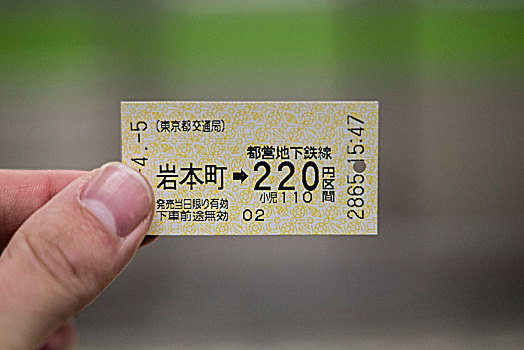 (東京都交通局)
都営地下鉄線
岩本町➡220円区間
小児110
発売当日限り有効
下車前途無効 02
4.-5
2865 15:47